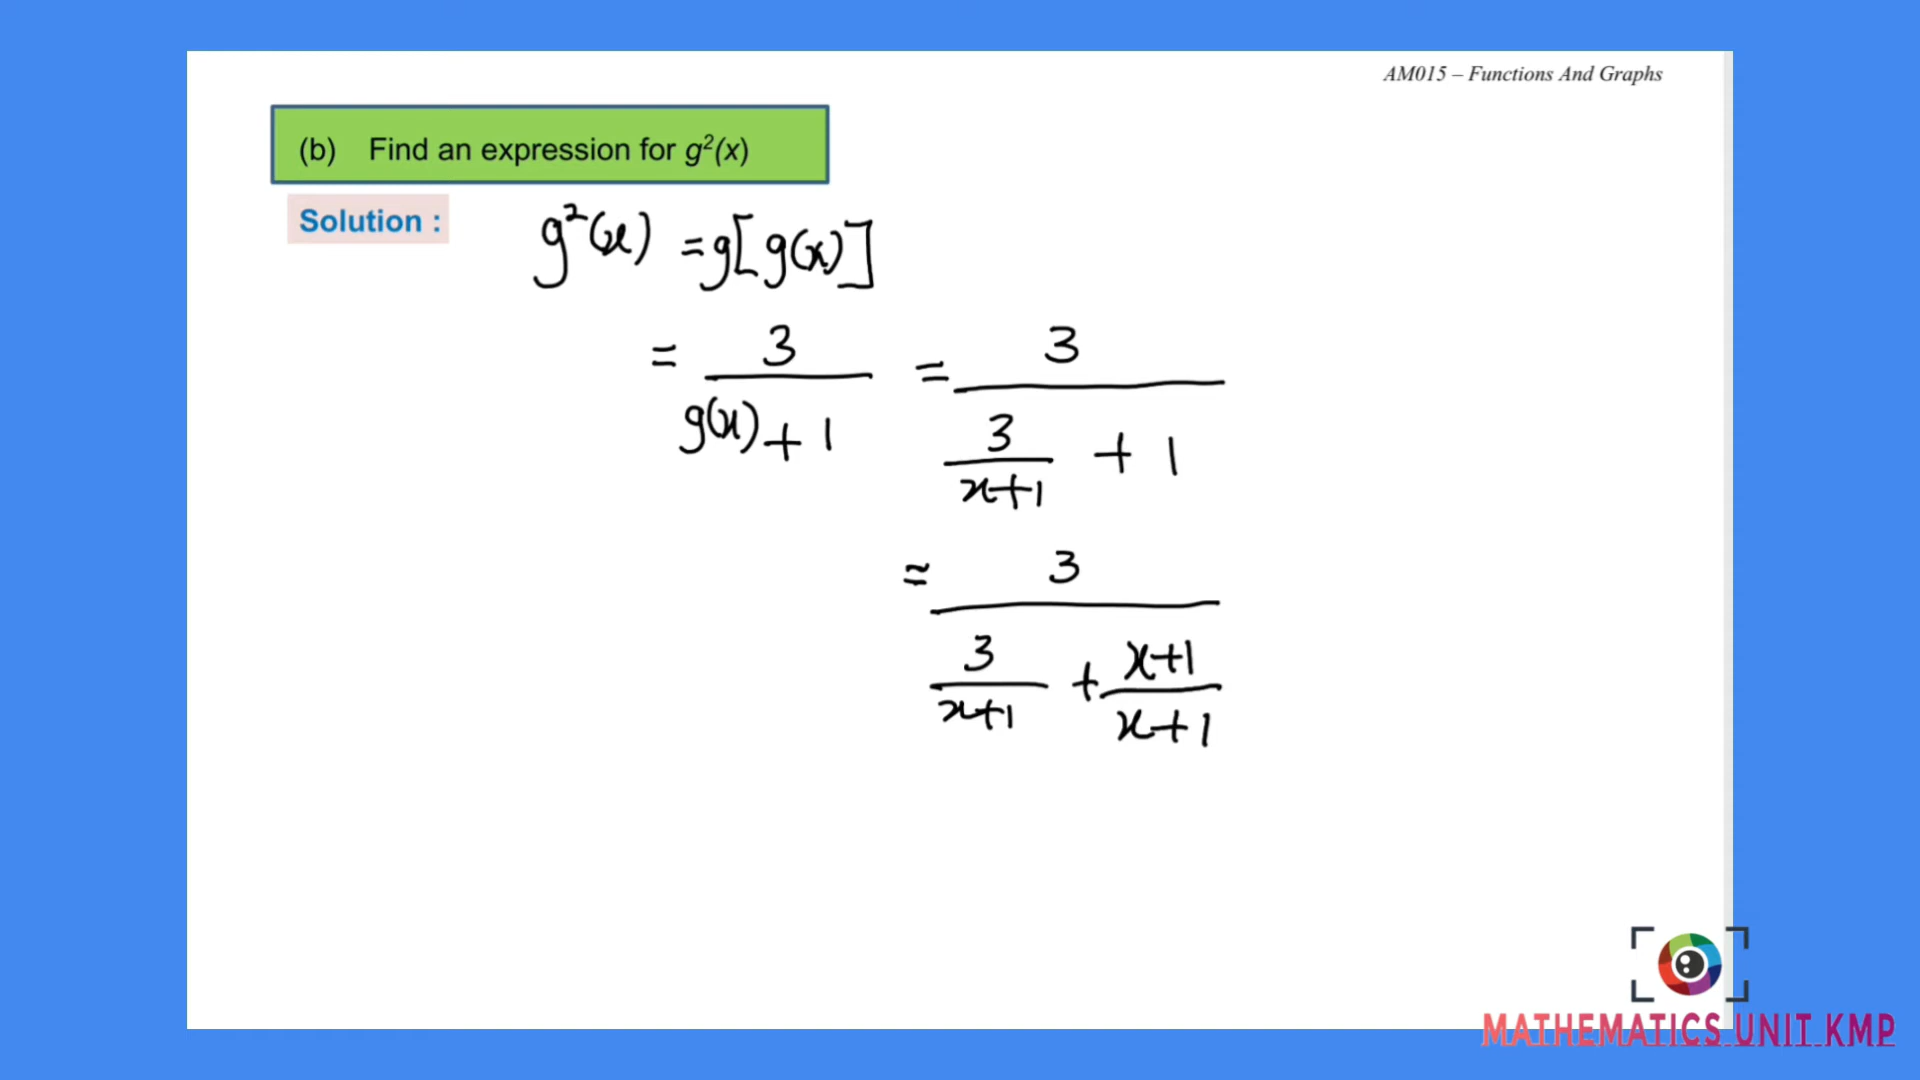 AM015 – Functions And Graphs
(b) Find an expression for g²(x)
Solution :
g²(x) = g[g(x)]
= 3 / (g(x) + 1) = 3 / (3/(x+1) + 1)
= 3 / (3/(x+1) + (x+1)/(x+1))
MATHEMATICS.UNIT.KMP